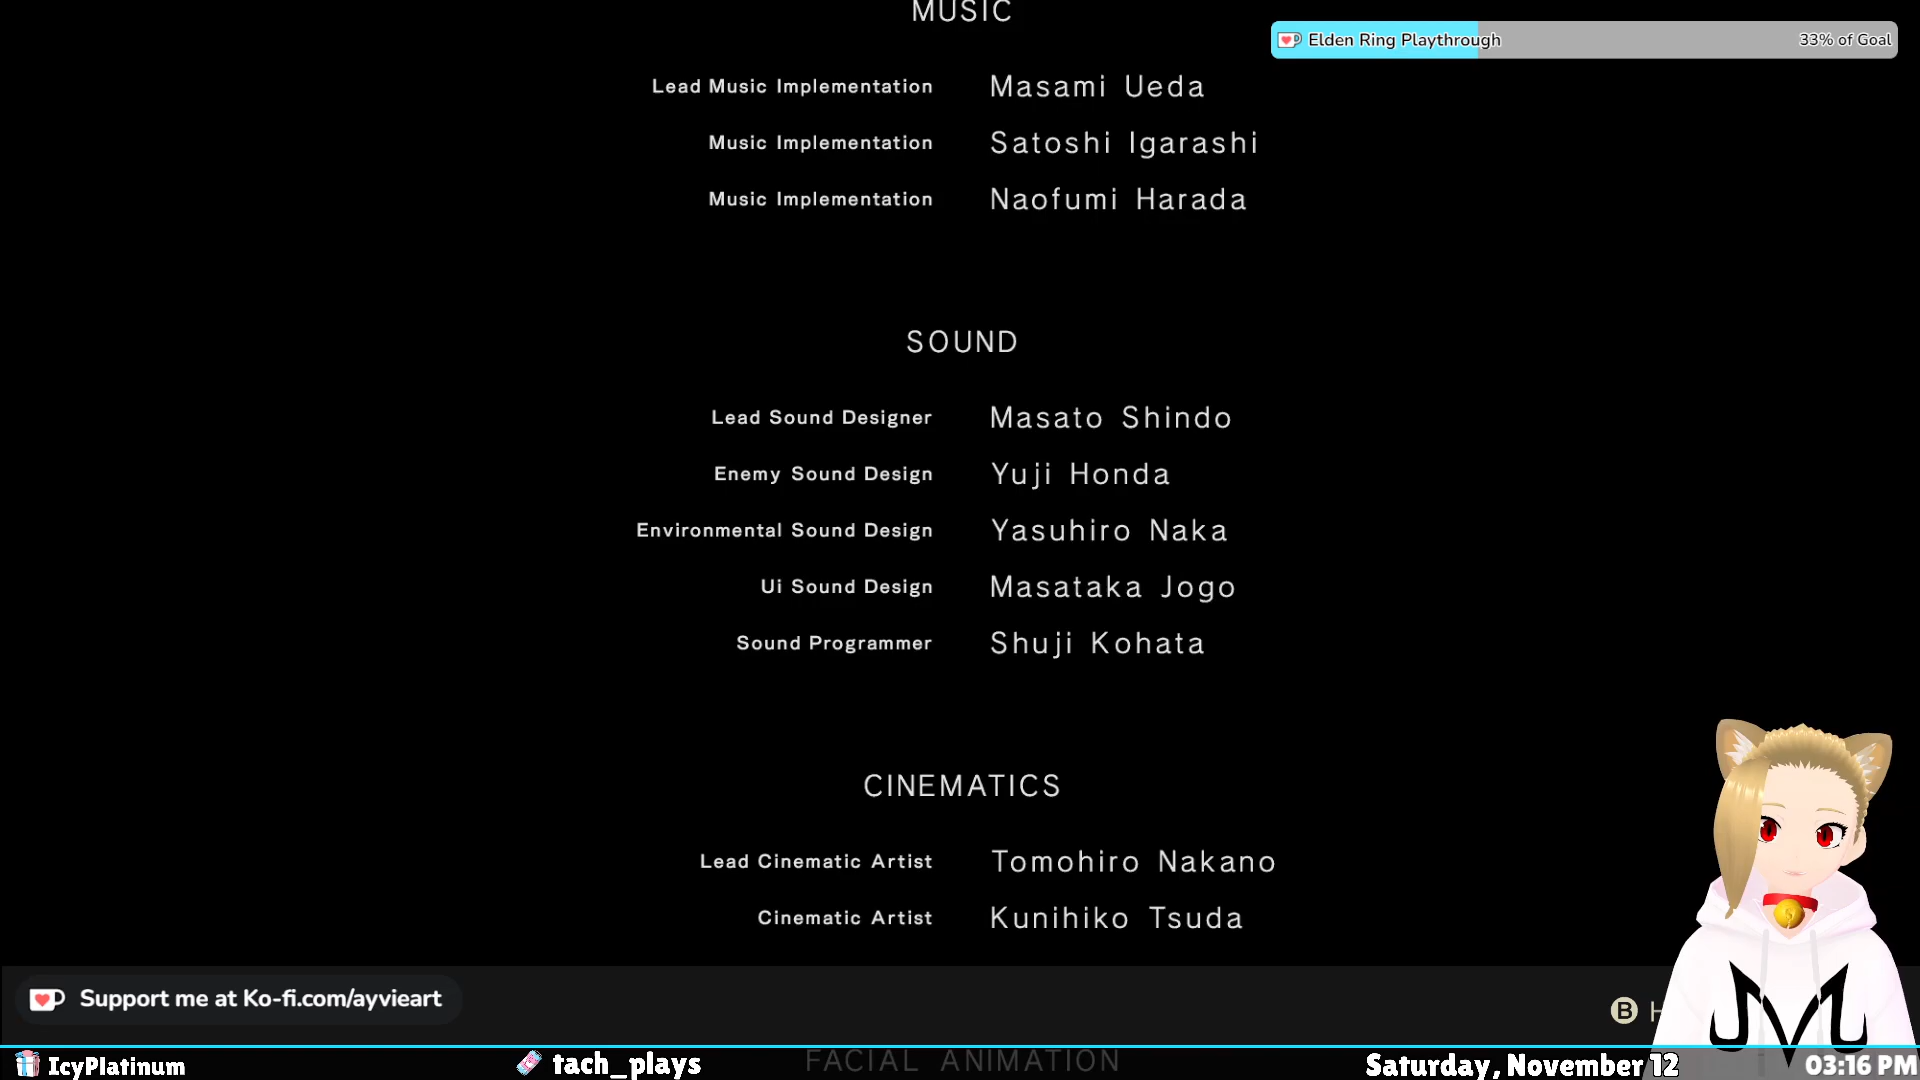 MUSIC
Elden Ring Playthrough 33% of Goal
Lead Music Implementation Masami Ueda
Music Implementation Satoshi Igarashi
Music Implementation Naofumi Harada
SOUND
Lead Sound Designer Masato Shindo
Enemy Sound Design Yuji Honda
Environmental Sound Design Yasuhiro Naka
Ui Sound Design Masataka Jogo
Sound Programmer Shuji Kohata
CINEMATICS
Lead Cinematic Artist Tomohiro Nakano
Cinematic Artist Kunihiko Tsuda
Support me at Ko-fi.com/ayvieart
B
IcyPlatinum tach_plays FACIAL ANIMATION Saturday, November 12 03:16 PM